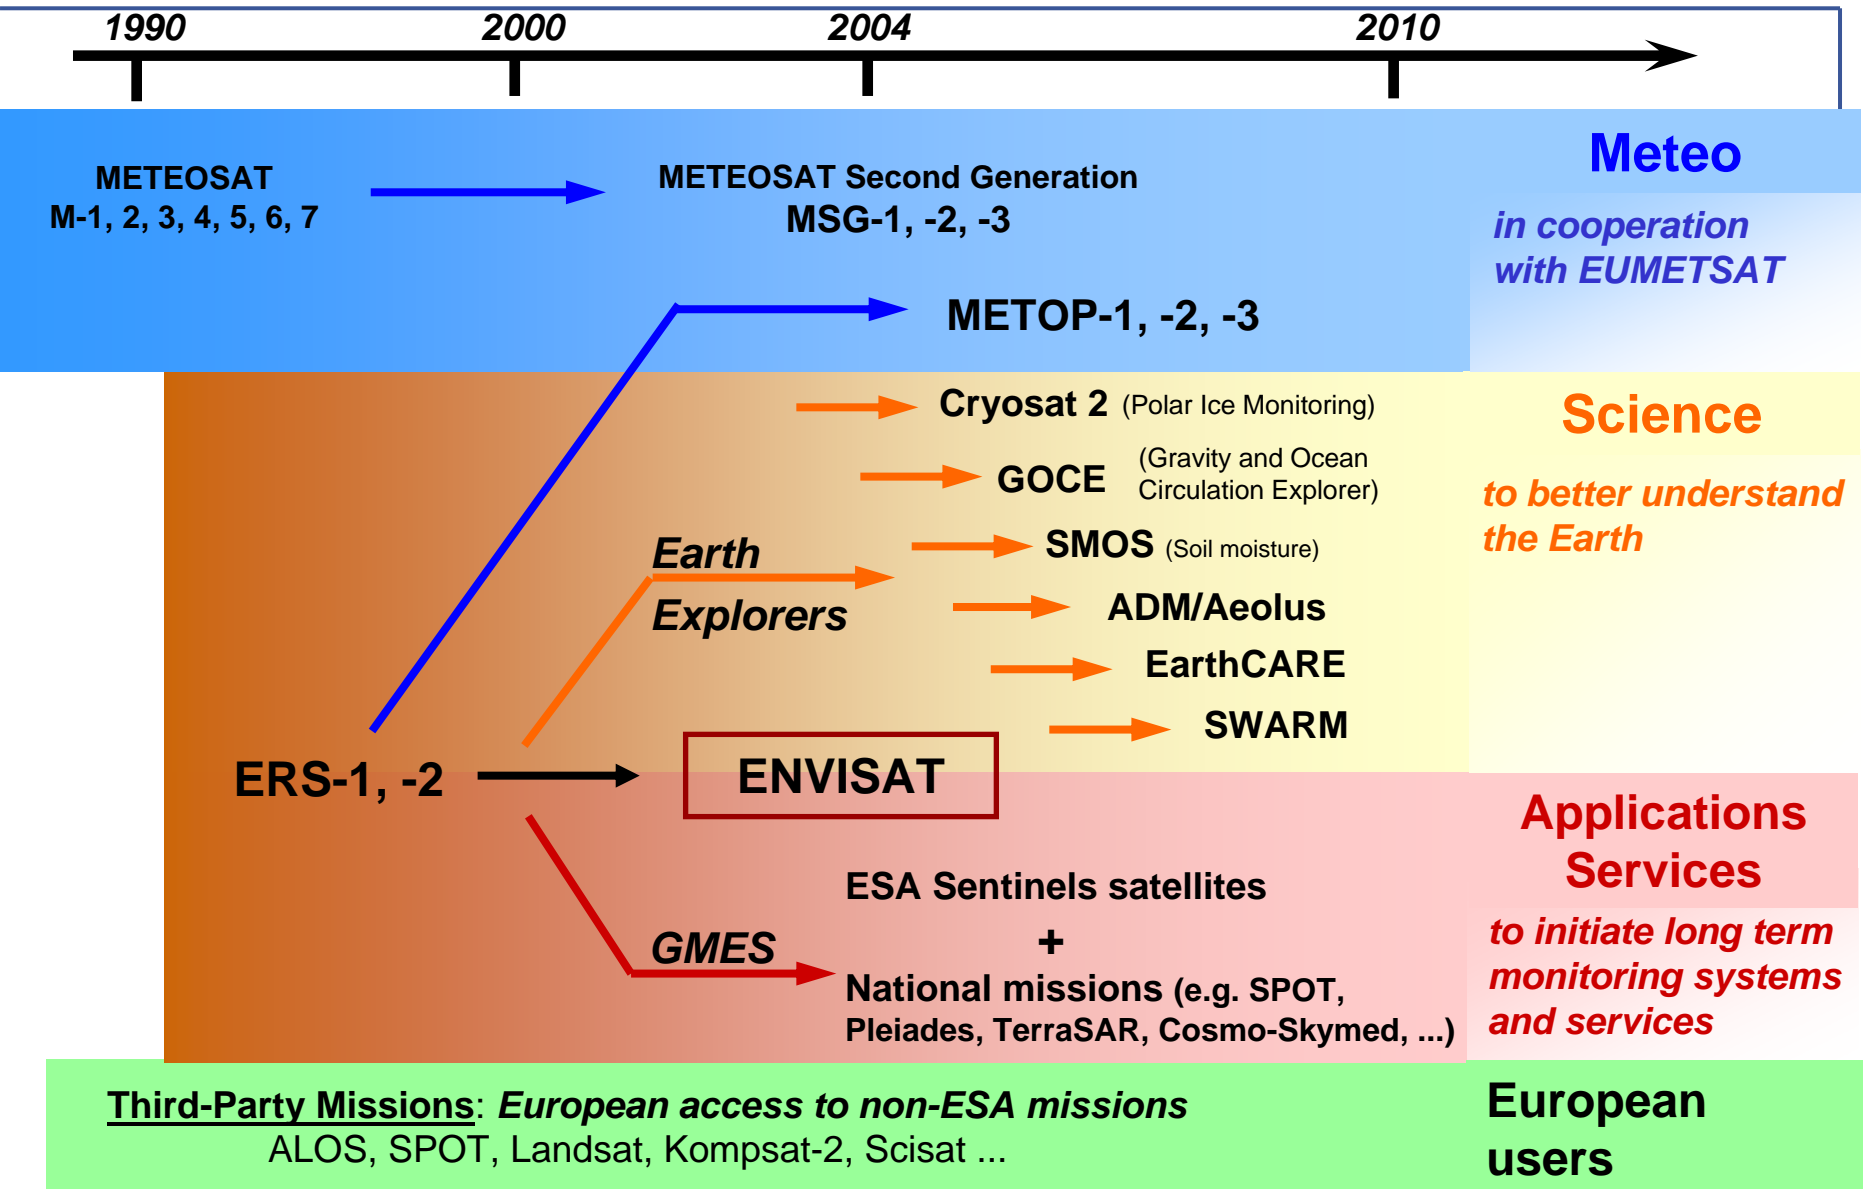 1990 2000 2004 2010
METEOSAT
M-1, 2, 3, 4, 5, 6, 7
METEOSAT Second Generation
MSG-1, -2, -3
METOP-1, -2, -3
Meteo
in cooperation
with EUMETSAT
Cryosat 2 (Polar Ice Monitoring)
GOCE (Gravity and Ocean
Circulation Explorer)
SMOS (Soil moisture)
ADM/Aeolus
EarthCARE
SWARM
Earth
Explorers
Science
to better understand
the Earth
ERS-1, -2
ENVISAT
GMES
ESA Sentinels satellites
+
National missions (e.g. SPOT,
Pleiades, TerraSAR, Cosmo-Skymed, ...)
Applications
Services
to initiate long term
monitoring systems
and services
Third-Party Missions: European access to non-ESA missions
ALOS, SPOT, Landsat, Kompsat-2, Scisat ...
European
users